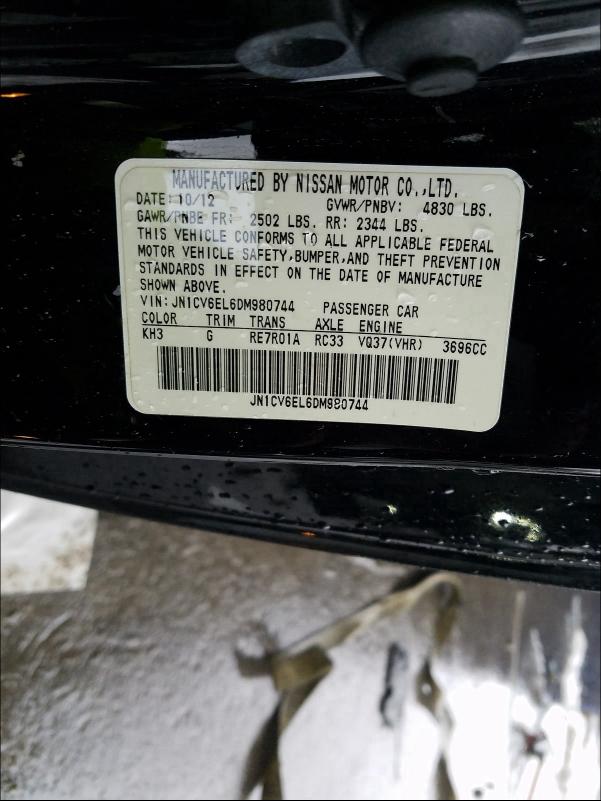 MANUFACTURED BY NISSAN MOTOR CO.,LTD.
DATE: 10/12 GVWR/PNBV: 4830 LBS.
GAWR/PNBE FR: 2502 LBS. RR: 2344 LBS.
THIS VEHICLE CONFORMS TO ALL APPLICABLE FEDERAL
MOTOR VEHICLE SAFETY,BUMPER,AND THEFT PREVENTION
STANDARDS IN EFFECT ON THE DATE OF MANUFACTURE
SHOWN ABOVE.
VIN: JN1CV6EL6DM980744 PASSENGER CAR
COLOR TRIM TRANS AXLE ENGINE
KH3 G RE7R01A RC33 VQ37(VHR) 3696CC
JN1CV6EL6DM980744